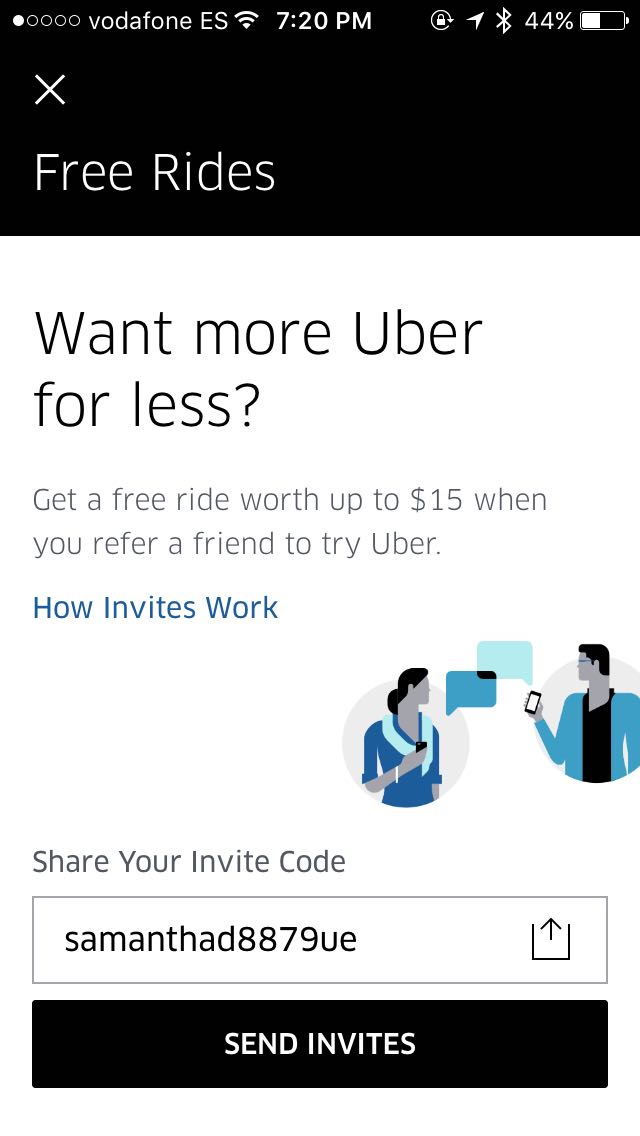 vodafone ES 7:20 PM 44%
Free Rides
Want more Uber
for less?
Get a free ride worth up to $15 when
you refer a friend to try Uber.
How Invites Work
Share Your Invite Code
samanthad8879ue
SEND INVITES